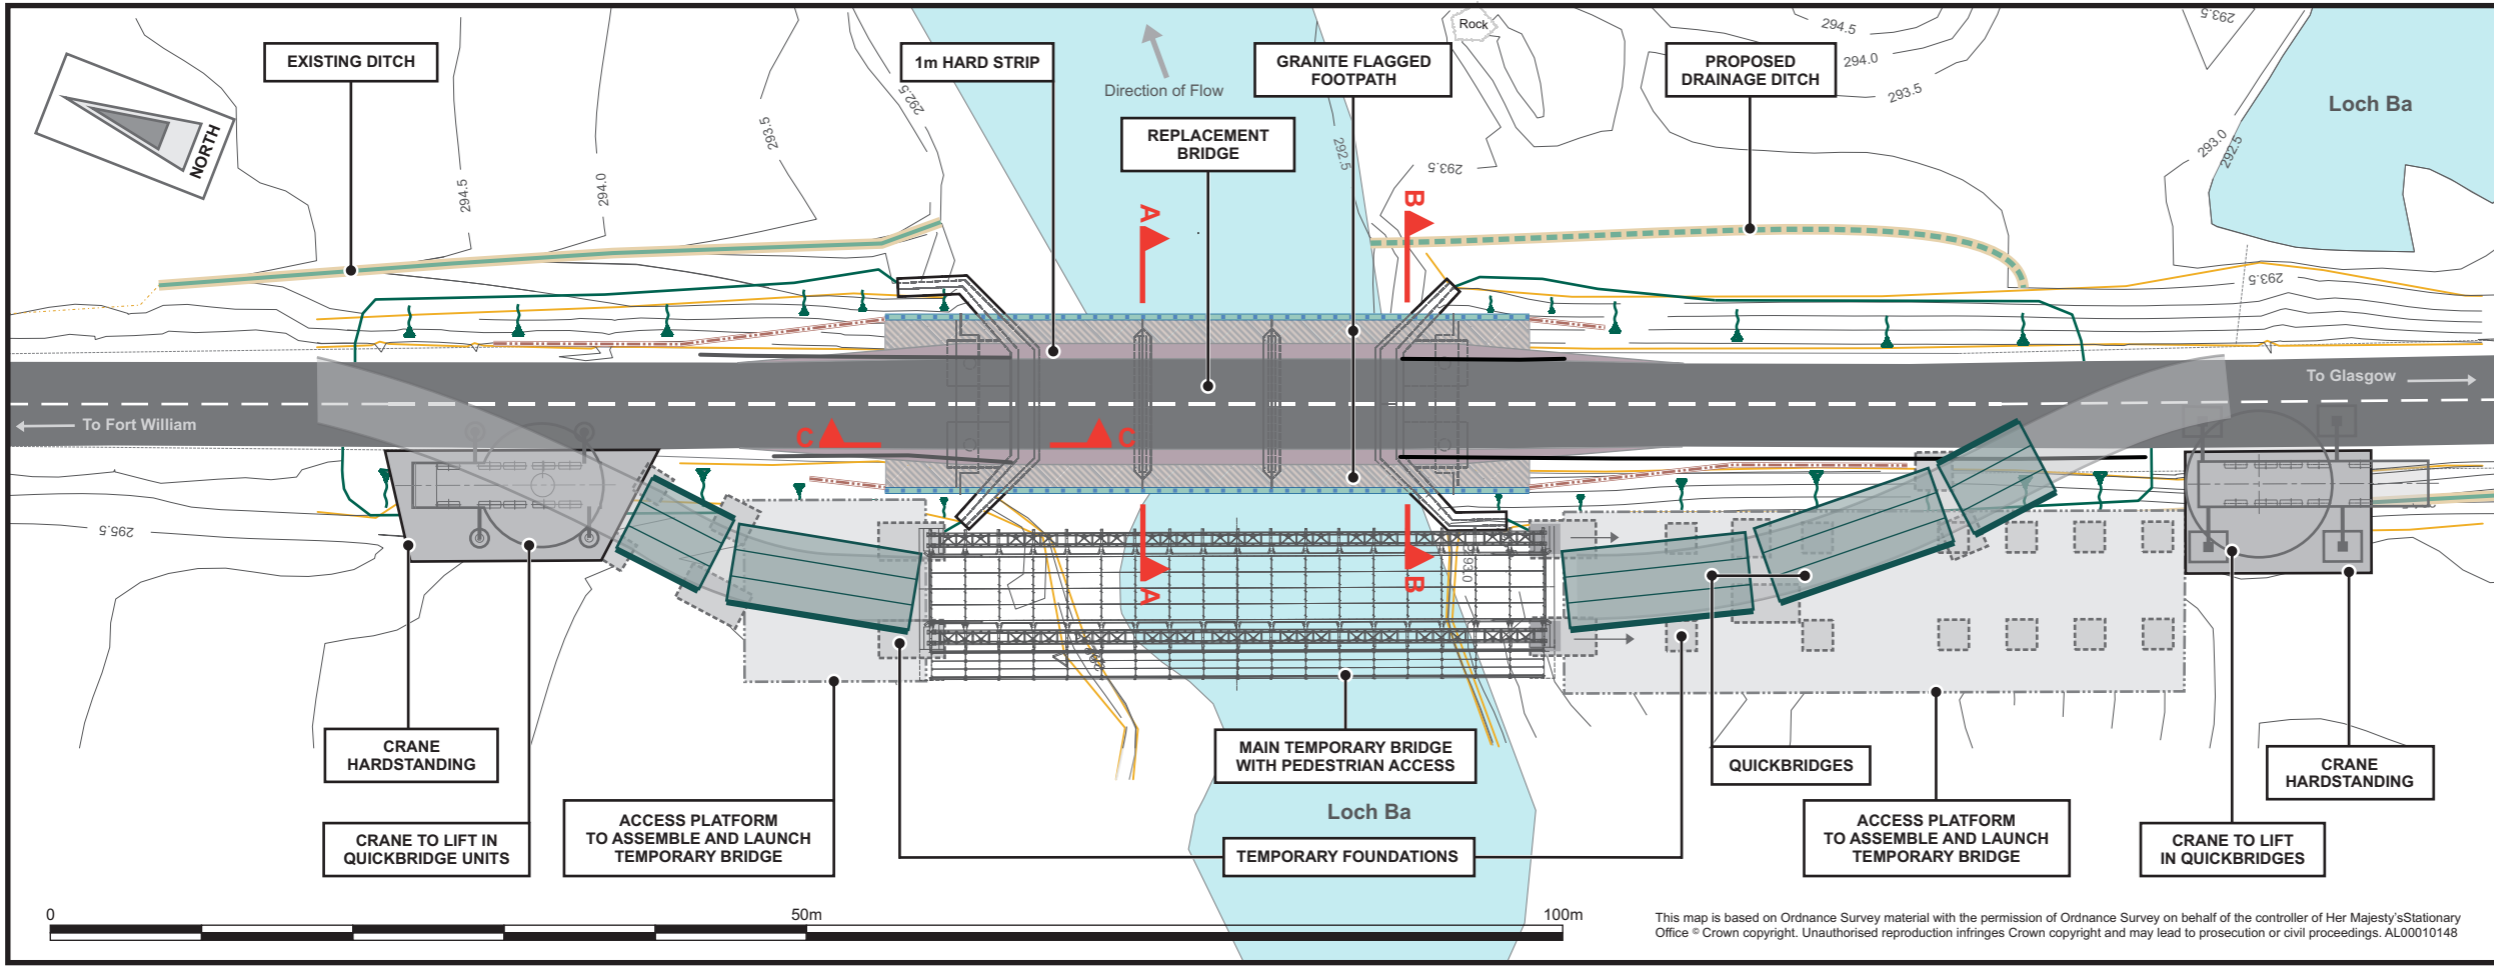 EXISTING DITCH
1m HARD STRIP
Direction of Flow
GRANITE FLAGGED
FOOTPATH
Rock
PROPOSED
DRAINAGE DITCH
294.5
294.0
293.5
293.5
Loch Ba
NORTH
REPLACEMENT
BRIDGE
292.5
293.5
292.5
293.5
293.0
292.5
294.5
294.0
A
B
293.5
To Glasgow
To Fort William
C
C
295.5
A
B
293.0
CRANE
HARDSTANDING
MAIN TEMPORARY BRIDGE
WITH PEDESTRIAN ACCESS
QUICKBRIDGES
CRANE
HARDSTANDING
CRANE TO LIFT IN
QUICKBRIDGE UNITS
ACCESS PLATFORM
TO ASSEMBLE AND LAUNCH
TEMPORARY BRIDGE
Loch Ba
TEMPORARY FOUNDATIONS
ACCESS PLATFORM
TO ASSEMBLE AND LAUNCH
TEMPORARY BRIDGE
CRANE TO LIFT
IN QUICKBRIDGES
0
50m
100m
This map is based on Ordnance Survey material with the permission of Ordnance Survey on behalf of the controller of Her Majesty'sStationary
Office © Crown copyright. Unauthorised reproduction infringes Crown copyright and may lead to prosecution or civil proceedings. AL00010148